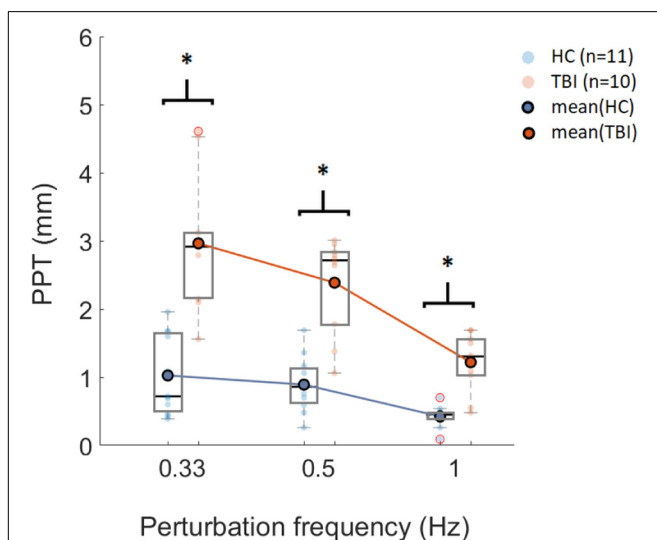 6
5
4
3
2
1
0
PPT (mm)
*
*
*
HC (n=11)
TBI (n=10)
mean(HC)
mean(TBI)
0.33
0.5
1
Perturbation frequency (Hz)